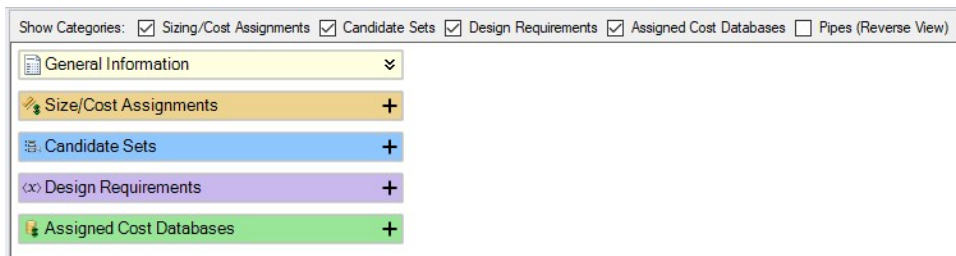 Show Categories: Sizing/Cost Assignments Candidate Sets Design Requirements Assigned Cost Databases Pipes (Reverse View)
General Information
Size/Cost Assignments
Candidate Sets
⟨x⟩ Design Requirements
Assigned Cost Databases